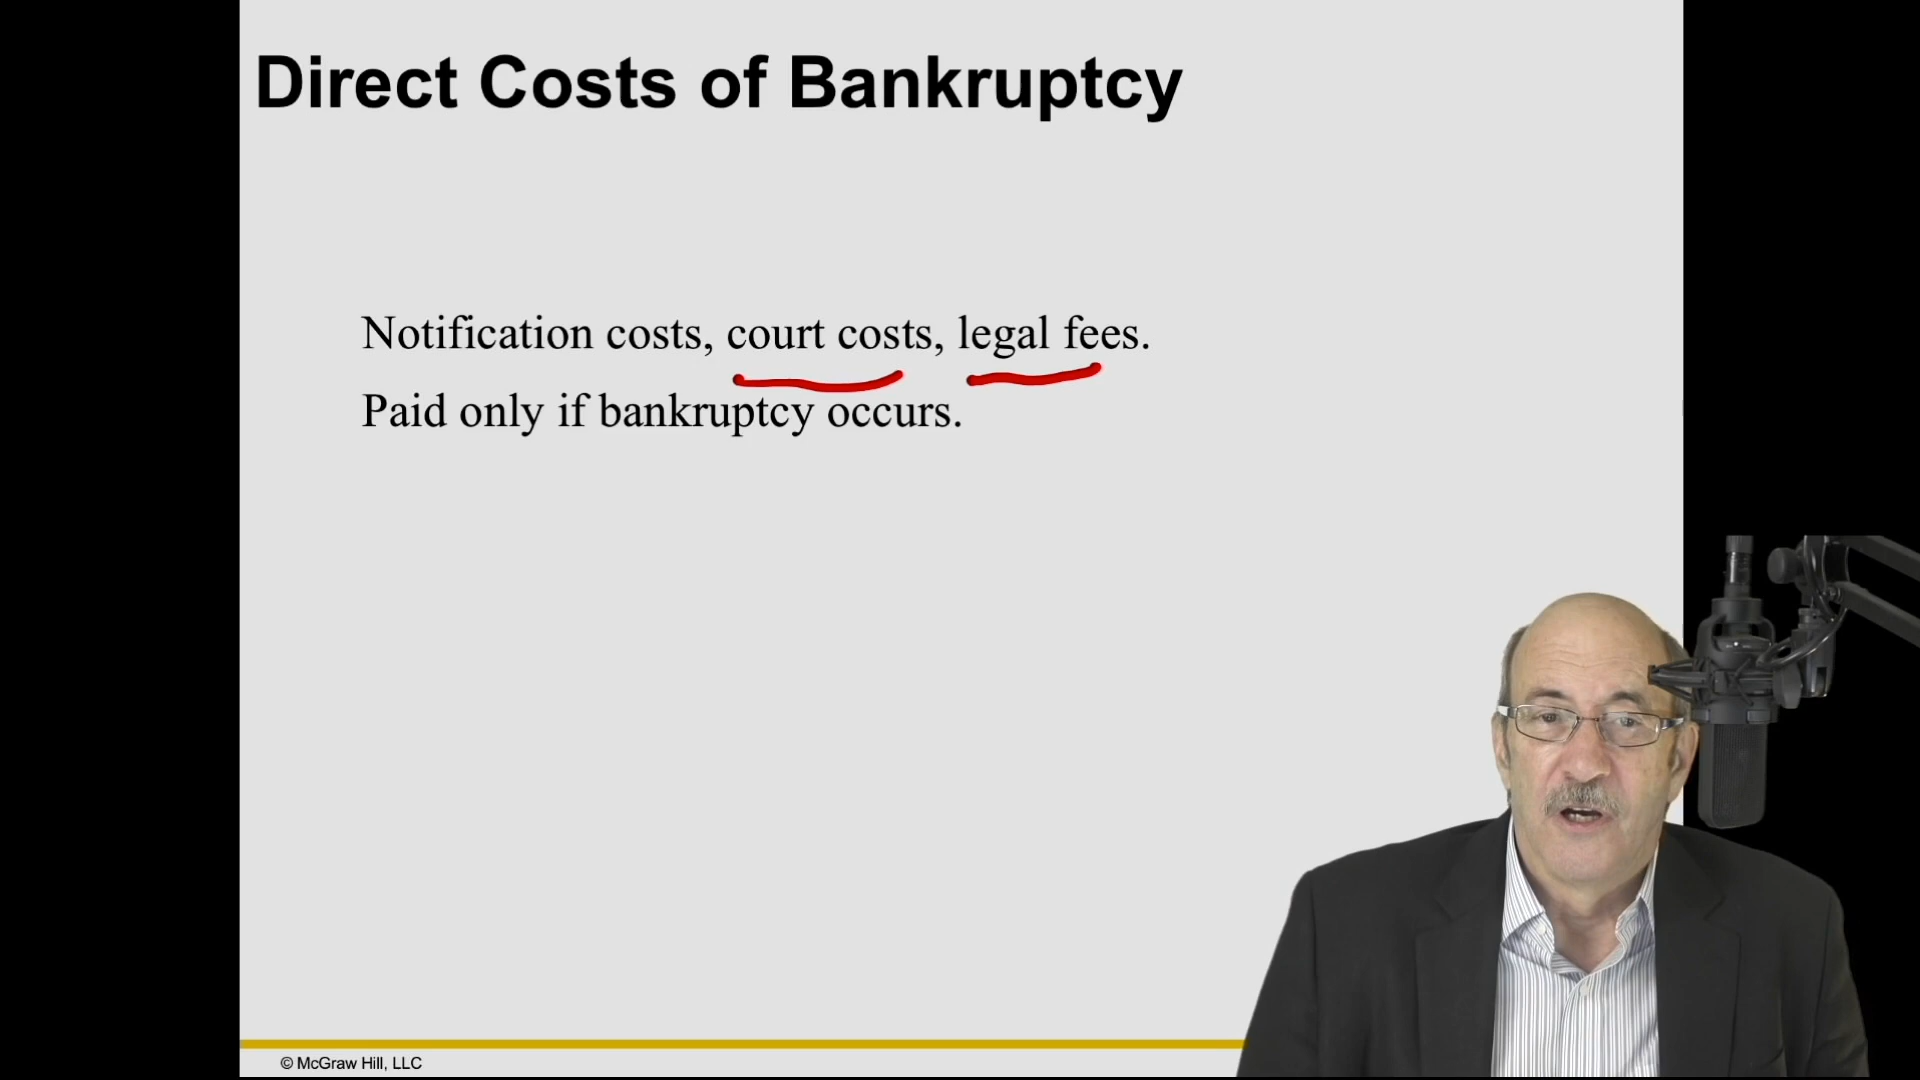 Direct Costs of Bankruptcy
Notification costs, court costs, legal fees.
Paid only if bankruptcy occurs.
© McGraw Hill, LLC